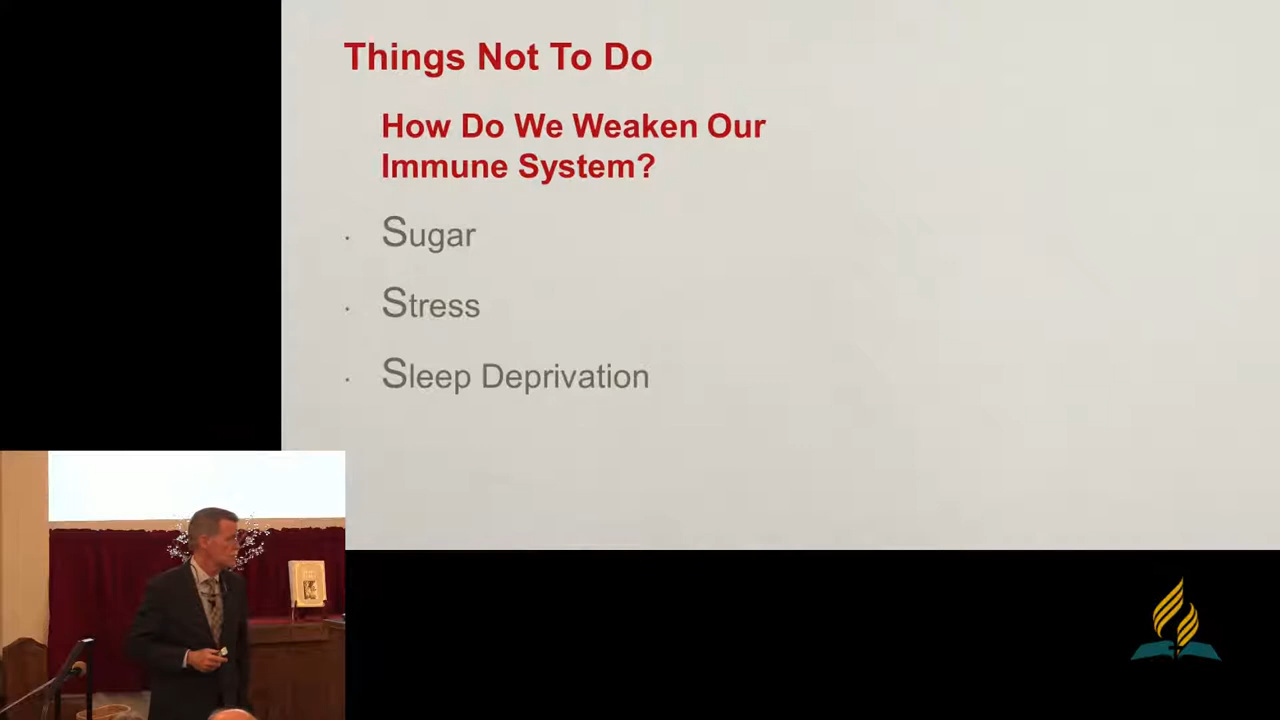 Things Not To Do
How Do We Weaken Our
Immune System?
· Sugar
· Stress
· Sleep Deprivation